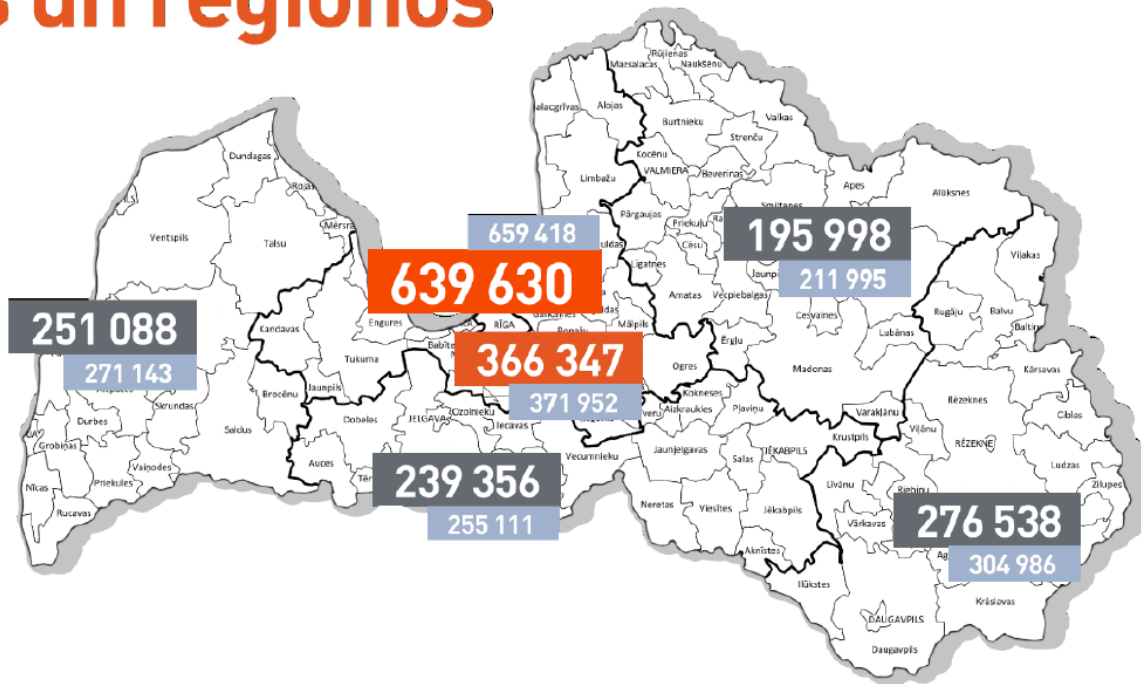 un reģionos
Rūjienas
Mazsalacas
Naukšēnu
Alojas
Burtnieku
Valkas
Strenču
Dundagas
Kocēnu
VALMIERA
Beverīnas
Rojas
Limbažu
Apes
Alūksnes
Smiltenes
Pārgaujas
Priekuļu
Mērsra
659 418
195 998
Ventspils
Talsu
Cēsu
Viļakas
639 630
Līgatnes
Jaunpi
211 995
Amatas
Vecpiebalgas
Cesvaines
Rugāju
Balvu
Baltin
251 088
Kandavas
Engures
RĪGA
Mālpils
Lubānas
Ērgļu
271 143
Tukuma
Babīte
366 347
Ogres
Madonas
Kārsavas
Brocēnu
Jaunpils
371 952
Kokneses
Rēzeknes
Skrundas
Aizkraukles
Pļaviņu
Varakļānu
Ciblas
Durbes
Saldus
Dobeles
JELGAVA
Ozolnieku
Iecavas
Viļānu
Grobiņas
Krustpils
RĒZEKNE
Vecumnieku
Jaunjelgavas
Salas
JĒKABPILS
Vaiņodes
Auces
239 356
Ludzas
Nīcas
Priekules
Līvānu
Riebiņu
Zilupes
Rucavas
255 111
Neretas
Viesītes
Jēkabpils
Vārkavas
276 538
Aknīstes
304 986
Ilūkstes
Krāslavas
DAUGAVPILS
Daugavpils